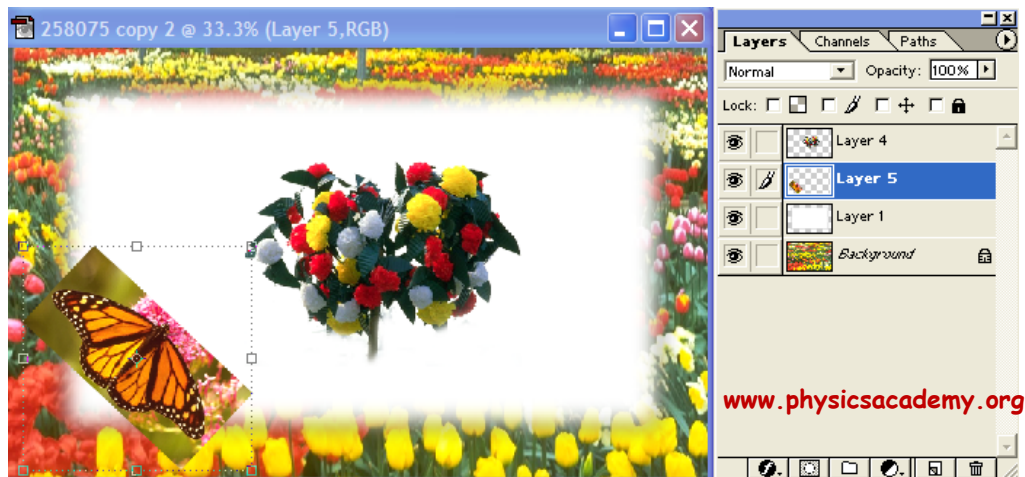 258075 copy 2 @ 33.3% (Layer 5,RGB)
Layers Channels Paths
Normal Opacity: 100%
Lock:
Layer 4
Layer 5
Layer 1
Background
www.physicsacademy.org